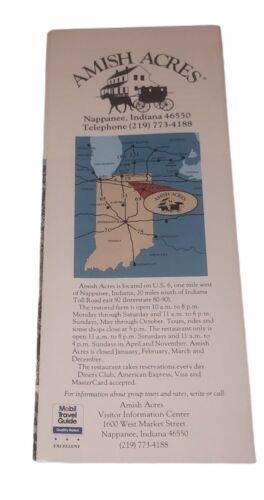 AMISH ACRES
Nappanee, Indiana 46550
Telephone (219) 773-4188
AMISH ACRES
Amish Acres is located on U.S. 6, one mile west
of Nappanee, Indiana, 20 miles south of Indiana
Toll Road exit 92 (Interstate 80-90).
The restored farm is open 10 a.m. to 8 p.m.
Monday through Saturday and 11 a.m. to 6 p.m.
Sundays, May through October. Tours, rides and
some shops close at 5 p.m. The restaurant only is
open 11 a.m. to 8 p.m. Saturdays and 11 a.m. to
4 p.m. Sundays in April and November. Amish
Acres is closed January, February, March and
December.
The restaurant takes reservations every day.
Diners Club, American Express, Visa and
MasterCard accepted.
For information about group tours and rates, write or call:
Amish Acres
Visitor Information Center
1600 West Market Street
Nappanee, Indiana 46550
(219) 773-4188
Mobil
Travel
Guide
Quality Rated
EXCELLENT